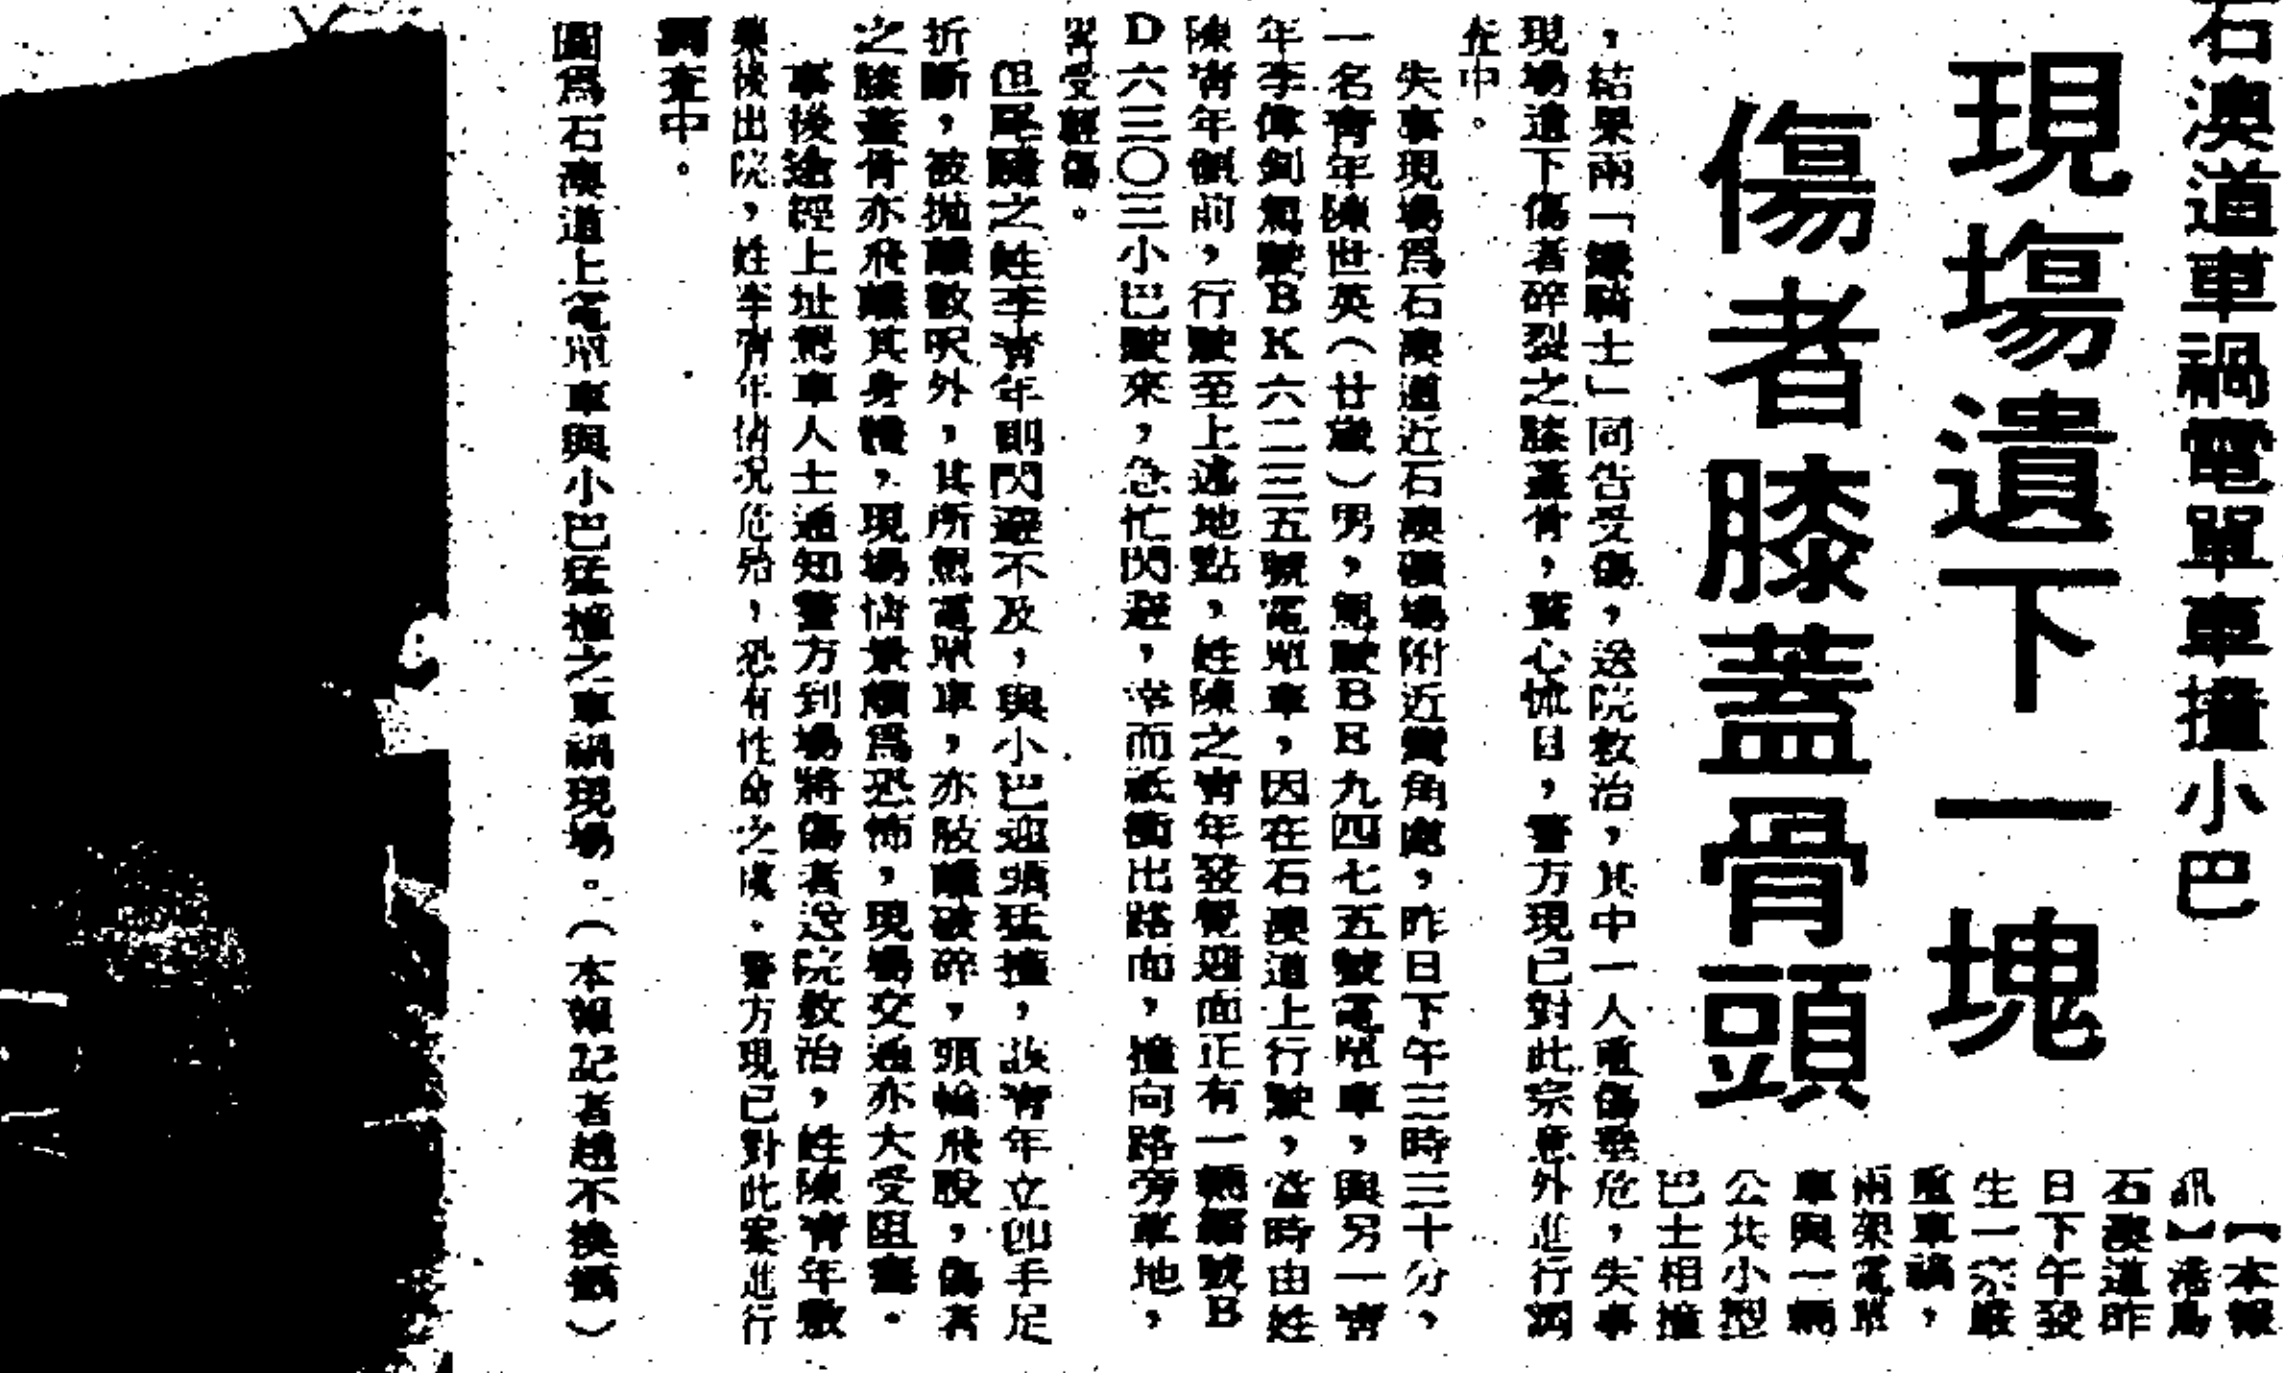 石澳道車禍電單車撞小巴
現場遺下一塊
傷者膝蓋骨頭
【本報
訊】港島
石澳道昨
日下午發
生一宗嚴
重車禍，
兩架電單
車與一輛
公共小型
巴士相撞
，結果兩「鐵騎士」同告受傷，送院救治，其中一人重傷垂危，失事
現場遺下傷者碎裂之膝蓋骨，驚心怵目，警方現已對此宗意外進行調
查中。
失事現場爲石澳道近石澳礦場附近彎角處，昨日下午三時三十分，
一名青年陳世英（廿歲）男，駕駛ＢＥ九四七五號電單車，與另一青
年李偉釗駕駛ＢＫ六二三五號電單車，因在石澳道上行駛，當時由姓
陳青年領前，行駛至上述地點，姓陳之青年發覺迎面正有一輛編號Ｂ
Ｄ六三〇三小巴駛來，急忙閃避，幸而祇衝出路面，撞向路旁草地，
受輕傷。
但尾隨之姓李青年則閃避不及，與小巴迎頭猛撞，該青年立卽手足
折斷，被拋離數呎外，其所駕電單車，亦肢離破碎，頭輪飛脫，傷者
之膝蓋骨亦飛離其身體，現場情景頗爲恐怖，現場交通亦大受阻塞。
事後途經上址駕車人士通知警方到場將傷者送院救治，姓陳青年敷
藥後出院，姓李青年情況危殆，恐有性命之虞。警方現已對此案進行
調查中。
圖爲石澳道上電單車與小巴猛撞之車禍現場。（本報記者趙不換攝）